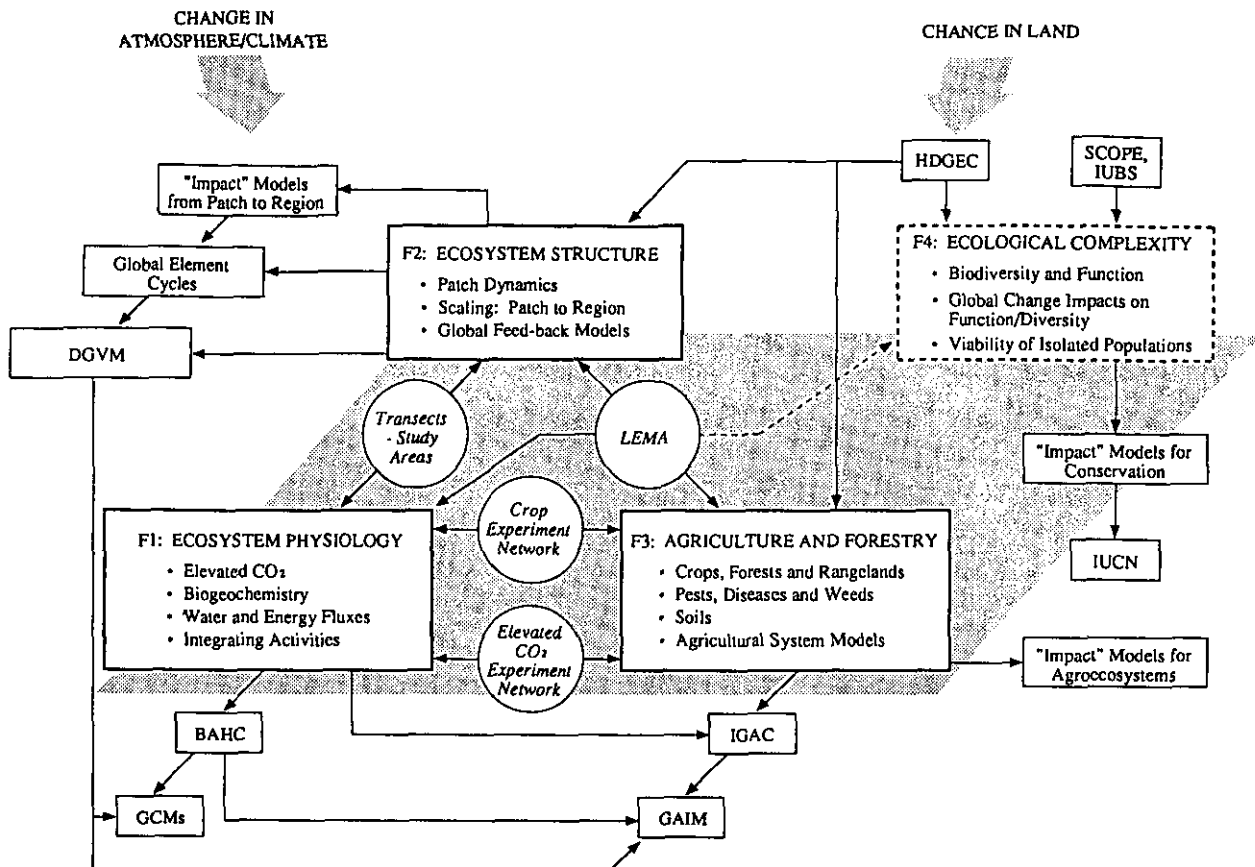 CHANGE IN
ATMOSPHERE/CLIMATE
CHANCE IN LAND
HDGEC
SCOPE,
IUBS
"Impact" Models
from Patch to Region
Global Element
Cycles
DGVM
F2: ECOSYSTEM STRUCTURE
• Patch Dynamics
• Scaling: Patch to Region
• Global Feed-back Models
F4: ECOLOGICAL COMPLEXITY
• Biodiversity and Function
• Global Change Impacts on
Function/Diversity
• Viability of Isolated Populations
Transects
- Study
Areas
LEMA
"Impact" Models for
Conservation
IUCN
F1: ECOSYSTEM PHYSIOLOGY
• Elevated CO₂
• Biogeochemistry
• Water and Energy Fluxes
• Integrating Activities
Crop
Experiment
Network
Elevated
CO₂
Experiment
Network
F3: AGRICULTURE AND FORESTRY
• Crops, Forests and Rangelands
• Pests, Diseases and Weeds
• Soils
• Agricultural System Models
"Impact" Models for
Agroccosystems
BAHC
IGAC
GCMs
GAIM